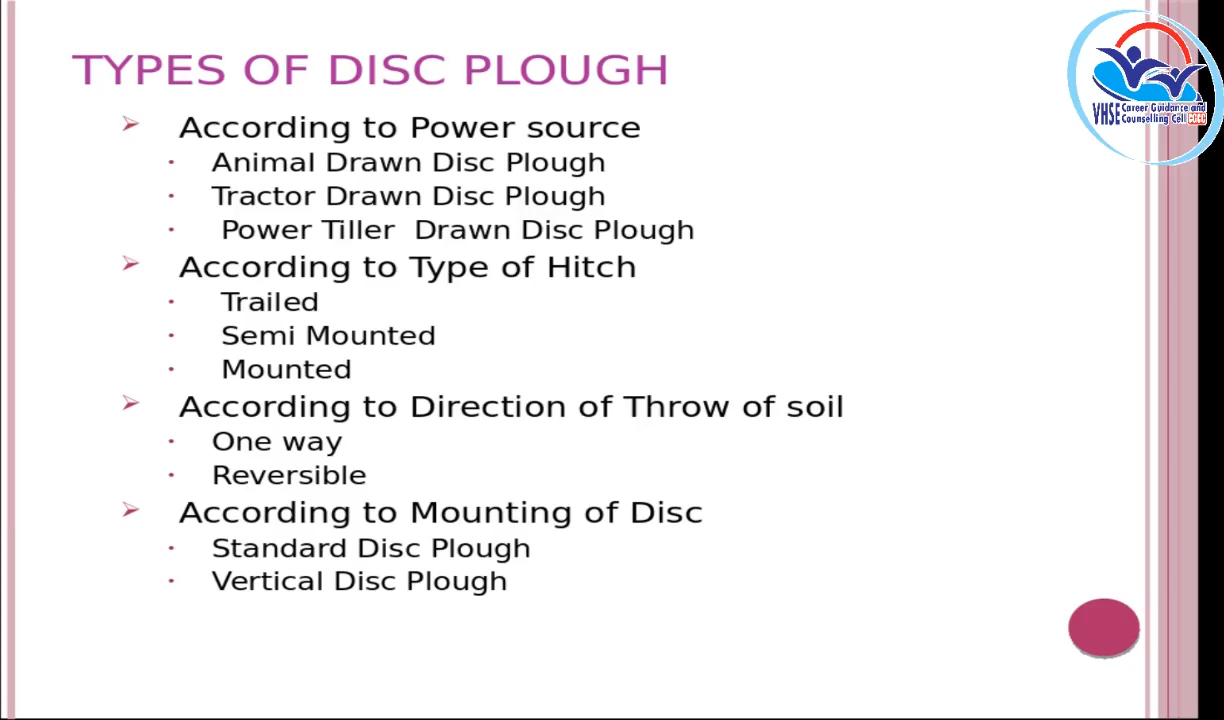 TYPES OF DISC PLOUGH
➢ According to Power source
• Animal Drawn Disc Plough
• Tractor Drawn Disc Plough
• Power Tiller Drawn Disc Plough
➢ According to Type of Hitch
• Trailed
• Semi Mounted
• Mounted
➢ According to Direction of Throw of soil
• One way
• Reversible
➢ According to Mounting of Disc
• Standard Disc Plough
• Vertical Disc Plough
VHSE Career Guidance and
Counselling Cell CGCC